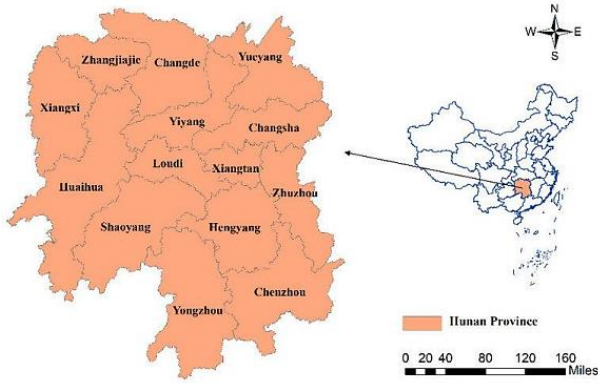 N
W E
S
Zhangjiajie
Changde
Yueyang
Xiangxi
Yiyang
Changsha
Loudi
Xiangtan
Huaihua
Zhuzhou
Shaoyang
Hengyang
Chenzhou
Yongzhou
Hunan Province
0 20 40 80 120 160
Miles